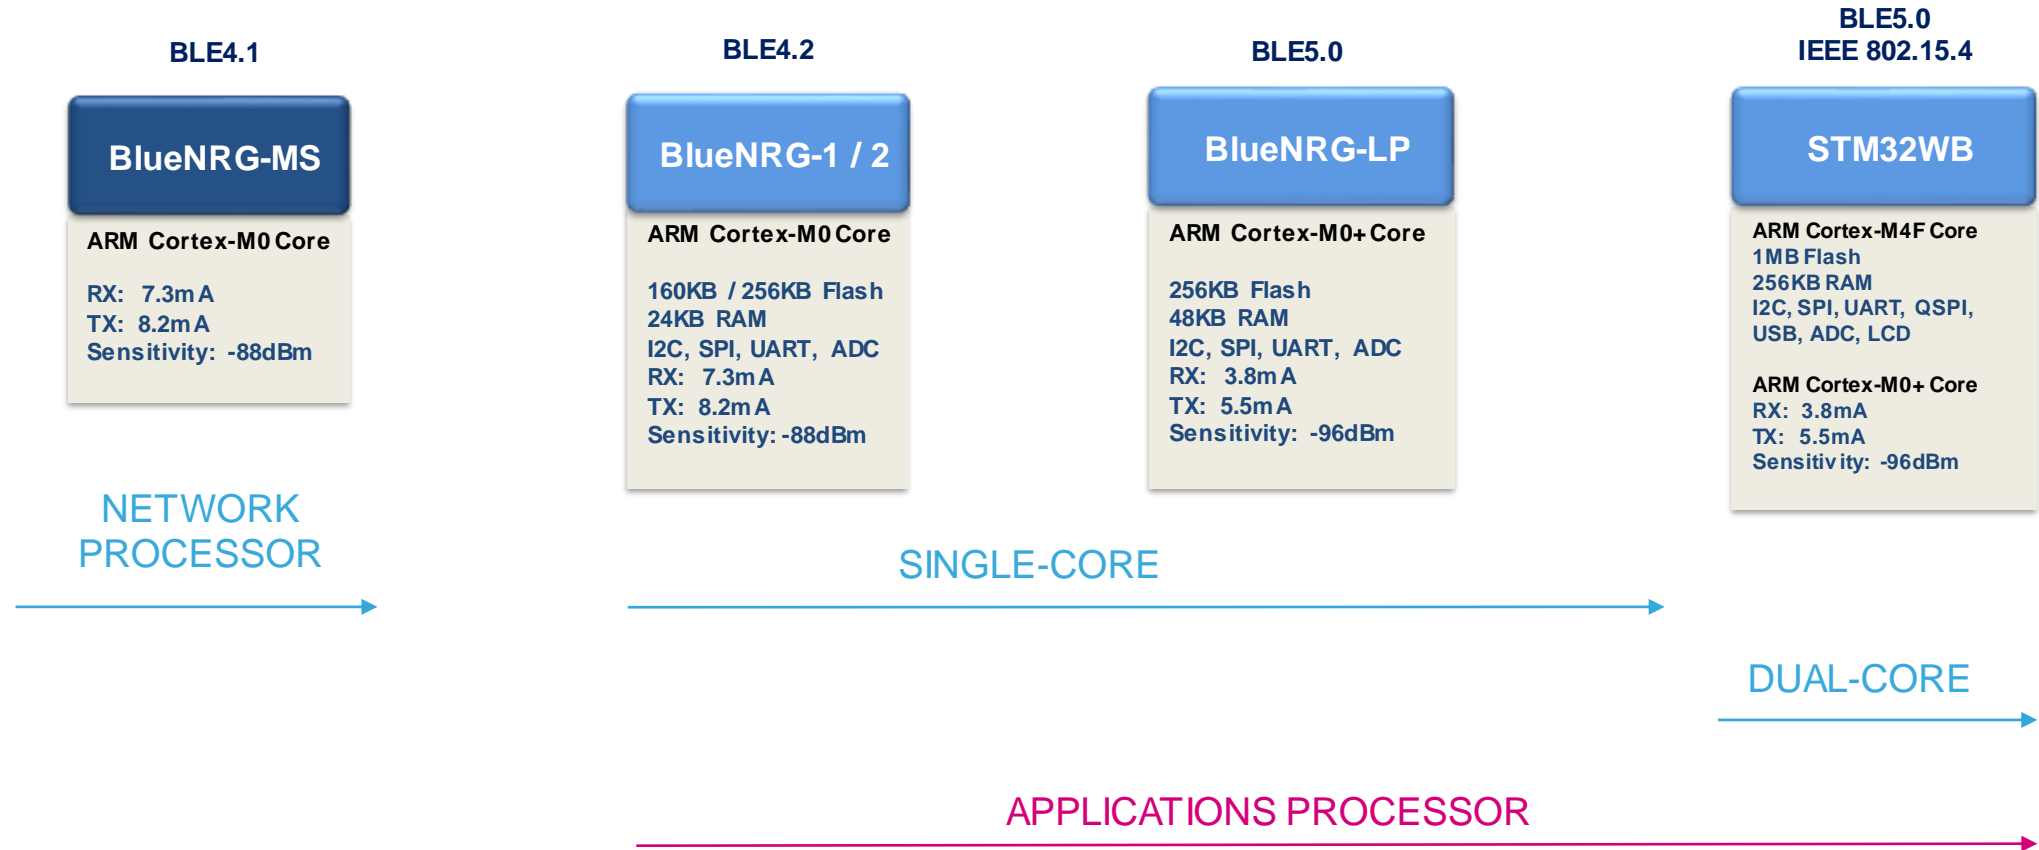 BLE4.1
BlueNRG-MS
ARM Cortex-M0 Core
RX: 7.3mA
TX: 8.2mA
Sensitivity: -88dBm
NETWORK
PROCESSOR
BLE4.2
BlueNRG-1 / 2
ARM Cortex-M0 Core
160KB / 256KB Flash
24KB RAM
I2C, SPI, UART, ADC
RX: 7.3mA
TX: 8.2mA
Sensitivity: -88dBm
BLE5.0
BlueNRG-LP
ARM Cortex-M0+ Core
256KB Flash
48KB RAM
I2C, SPI, UART, ADC
RX: 3.8mA
TX: 5.5mA
Sensitivity: -96dBm
SINGLE-CORE
BLE5.0
IEEE 802.15.4
STM32WB
ARM Cortex-M4F Core
1MB Flash
256KB RAM
I2C, SPI, UART, QSPI,
USB, ADC, LCD
ARM Cortex-M0+ Core
RX: 3.8mA
TX: 5.5mA
Sensitivity: -96dBm
DUAL-CORE
APPLICATIONS PROCESSOR